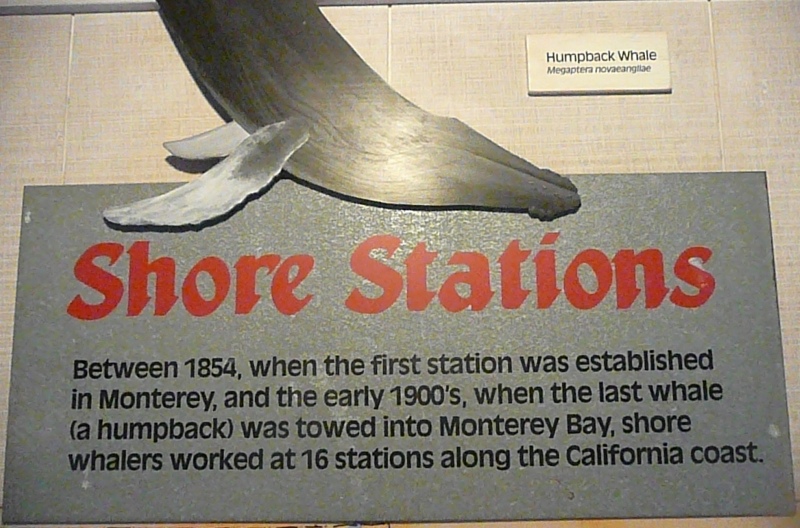 Humpback Whale
Megaptera novaeangliae
Shore Stations
Between 1854, when the first station was established
in Monterey, and the early 1900's, when the last whale
(a humpback) was towed into Monterey Bay, shore
whalers worked at 16 stations along the California coast.